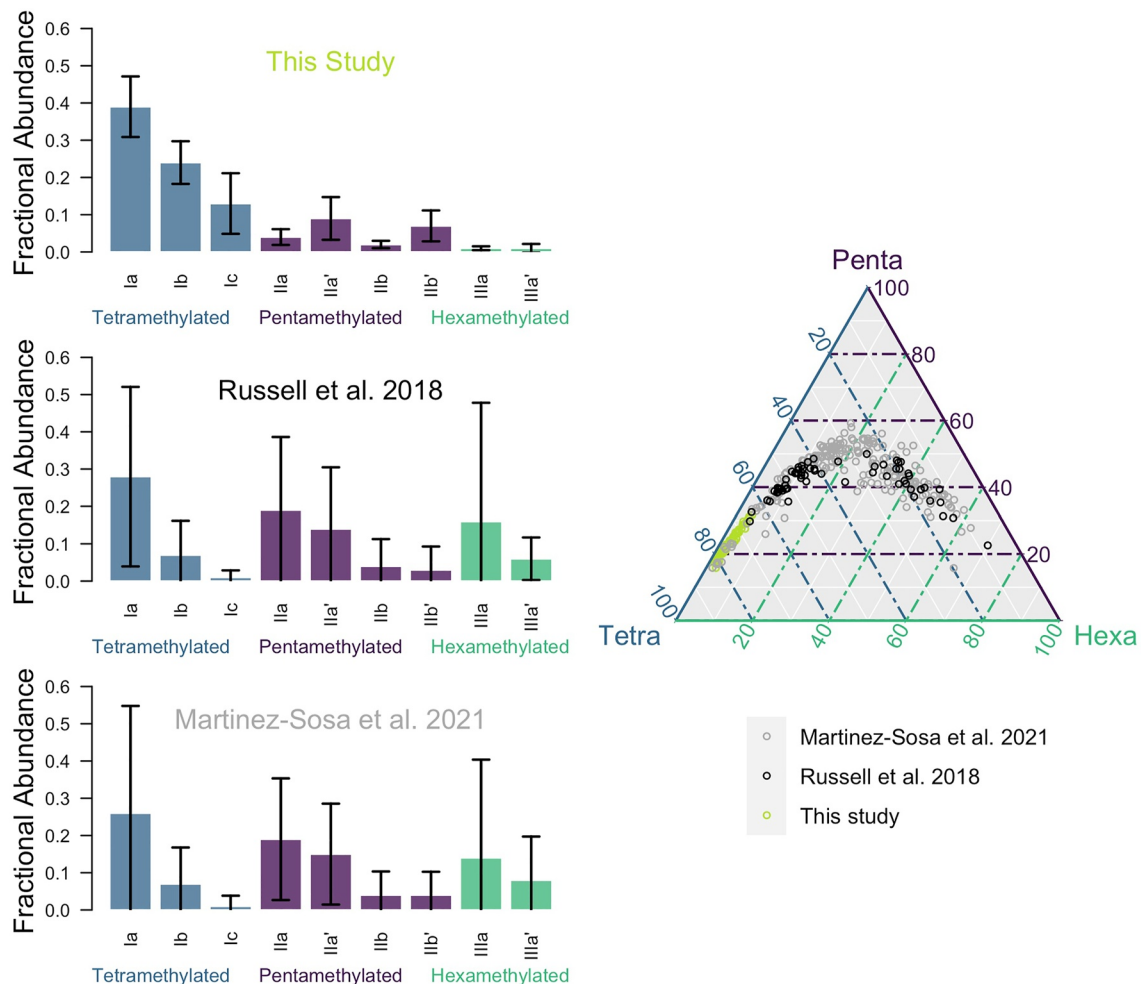 0.6
0.5
0.4
0.3
0.2
0.1
0.0
Fractional Abundance
This Study
Ia
Ib
Ic
IIa
IIa'
IIb
IIb'
IIIa
IIIa'
Tetramethylated
Pentamethylated
Hexamethylated
0.6
0.5
0.4
0.3
0.2
0.1
0.0
Fractional Abundance
Russell et al. 2018
Ia
Ib
Ic
IIa
IIa'
IIb
IIb'
IIIa
IIIa'
Tetramethylated
Pentamethylated
Hexamethylated
0.6
0.5
0.4
0.3
0.2
0.1
0.0
Fractional Abundance
Martinez-Sosa et al. 2021
Ia
Ib
Ic
IIa
IIa'
IIb
IIb'
IIIa
IIIa'
Tetramethylated
Pentamethylated
Hexamethylated
Penta
100
80
60
40
20
20
40
60
80
100
Tetra
20
40
60
80
100
Hexa
Martinez-Sosa et al. 2021
Russell et al. 2018
This study